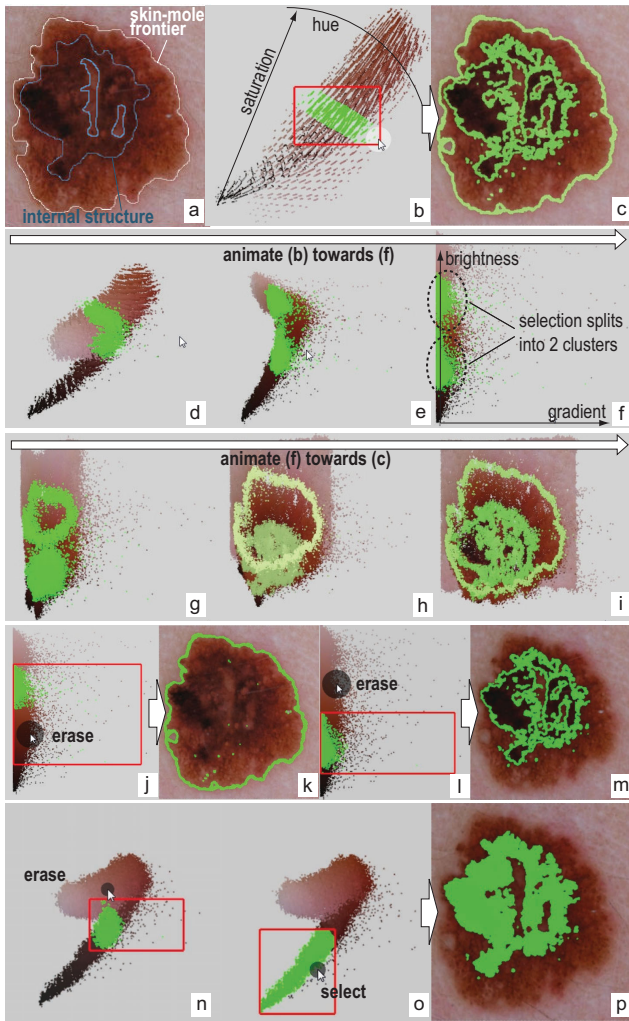 skin-mole
frontier
internal structure
a
saturation
hue
b
c
animate (b) towards (f)
d
e
brightness
selection splits
into 2 clusters
gradient
f
animate (f) towards (c)
g
h
i
erase
j
k
erase
l
m
erase
n
select
o
p